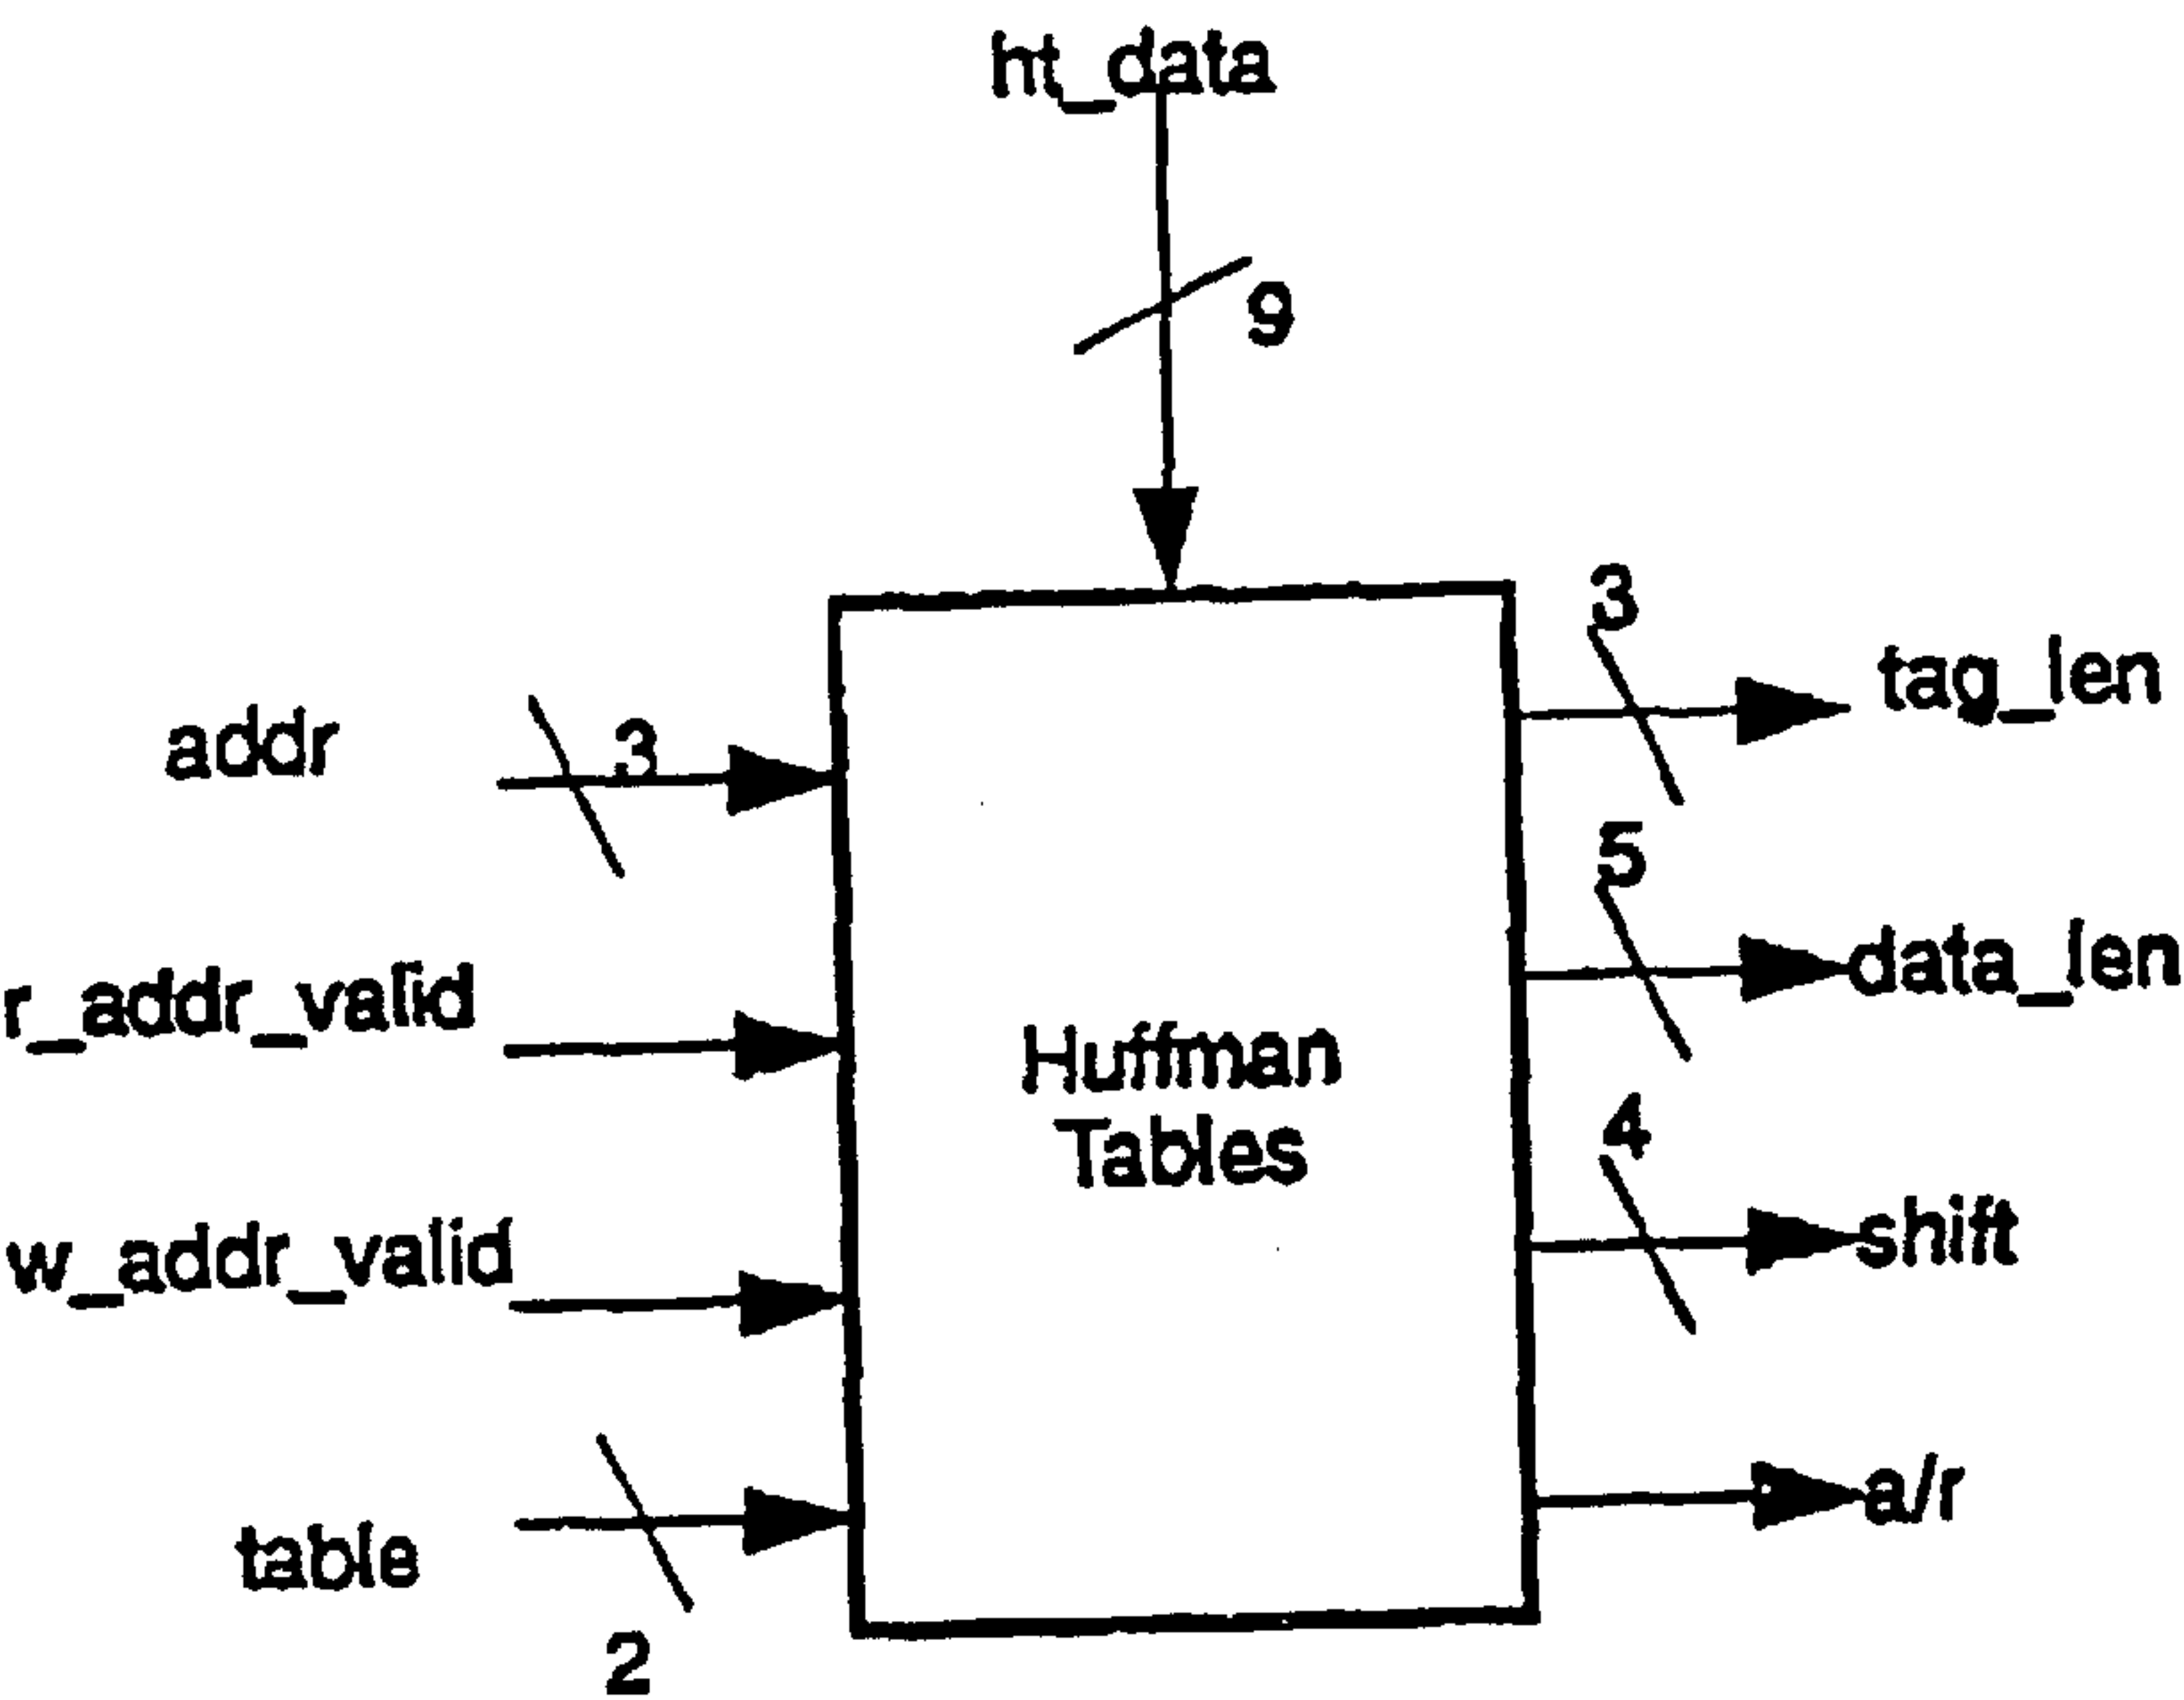 ht_data
9
3
tag_len
addr
3
5
r_addr_valid
data_len
Huffman
Tables
4
w_addr_valid
shift
a/r
table
2